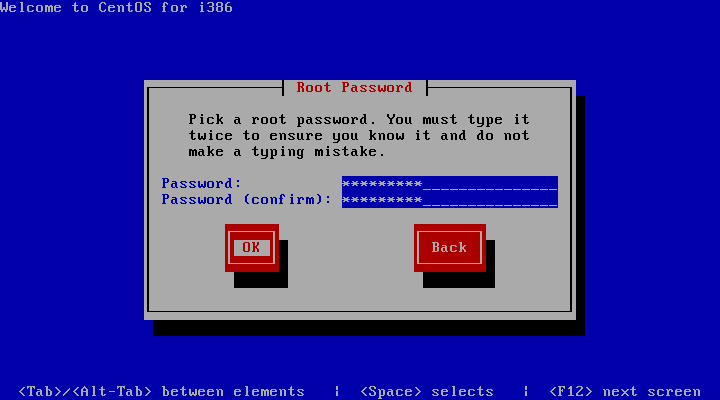 Welcome to CentOS for i386
Root Password
Pick a root password. You must type it
twice to ensure you know it and do not
make a typing mistake.
Password: *********_______________
Password (confirm): *********_______________
OK Back
<Tab>/<Alt-Tab> between elements | <Space> selects | <F12> next screen